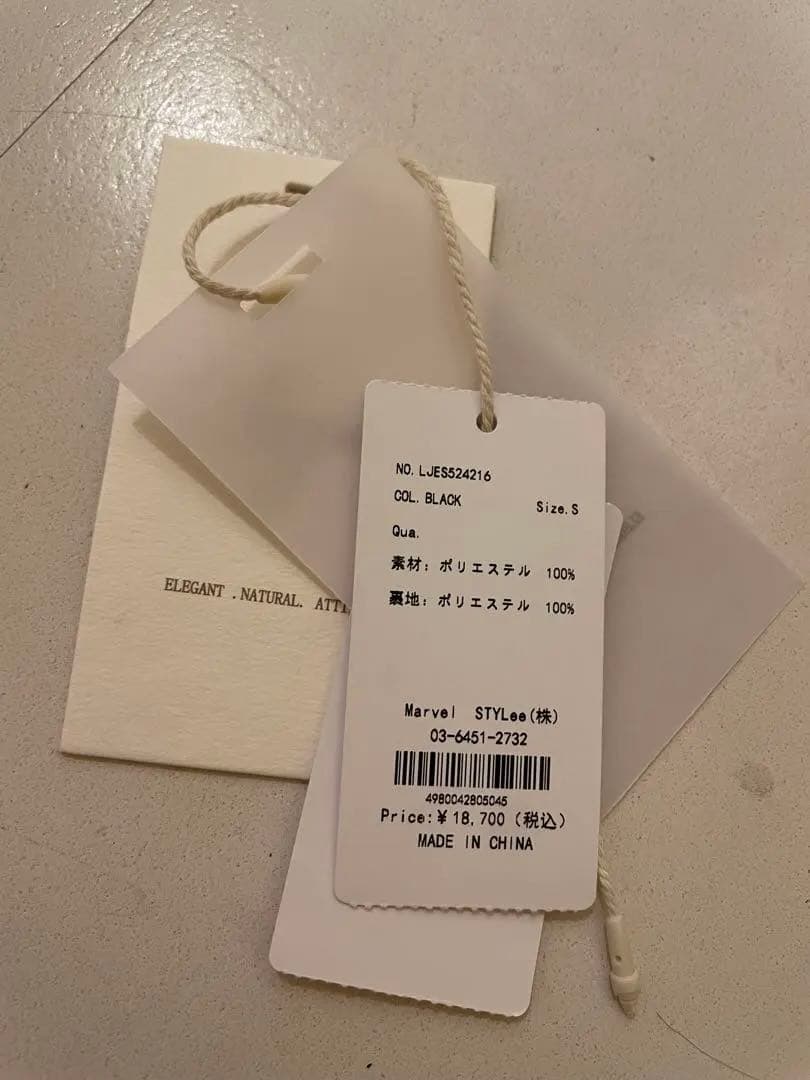 ELEGANT .NATURAL. ATTI
NO. LJES524216
COL. BLACK Size.S
Qua.
素材: ポリエステル 100%
裏地: ポリエステル 100%
Marvel STYLee(株)
03-6451-2732
4980042805045
Price:¥18,700 (税込)
MADE IN CHINA